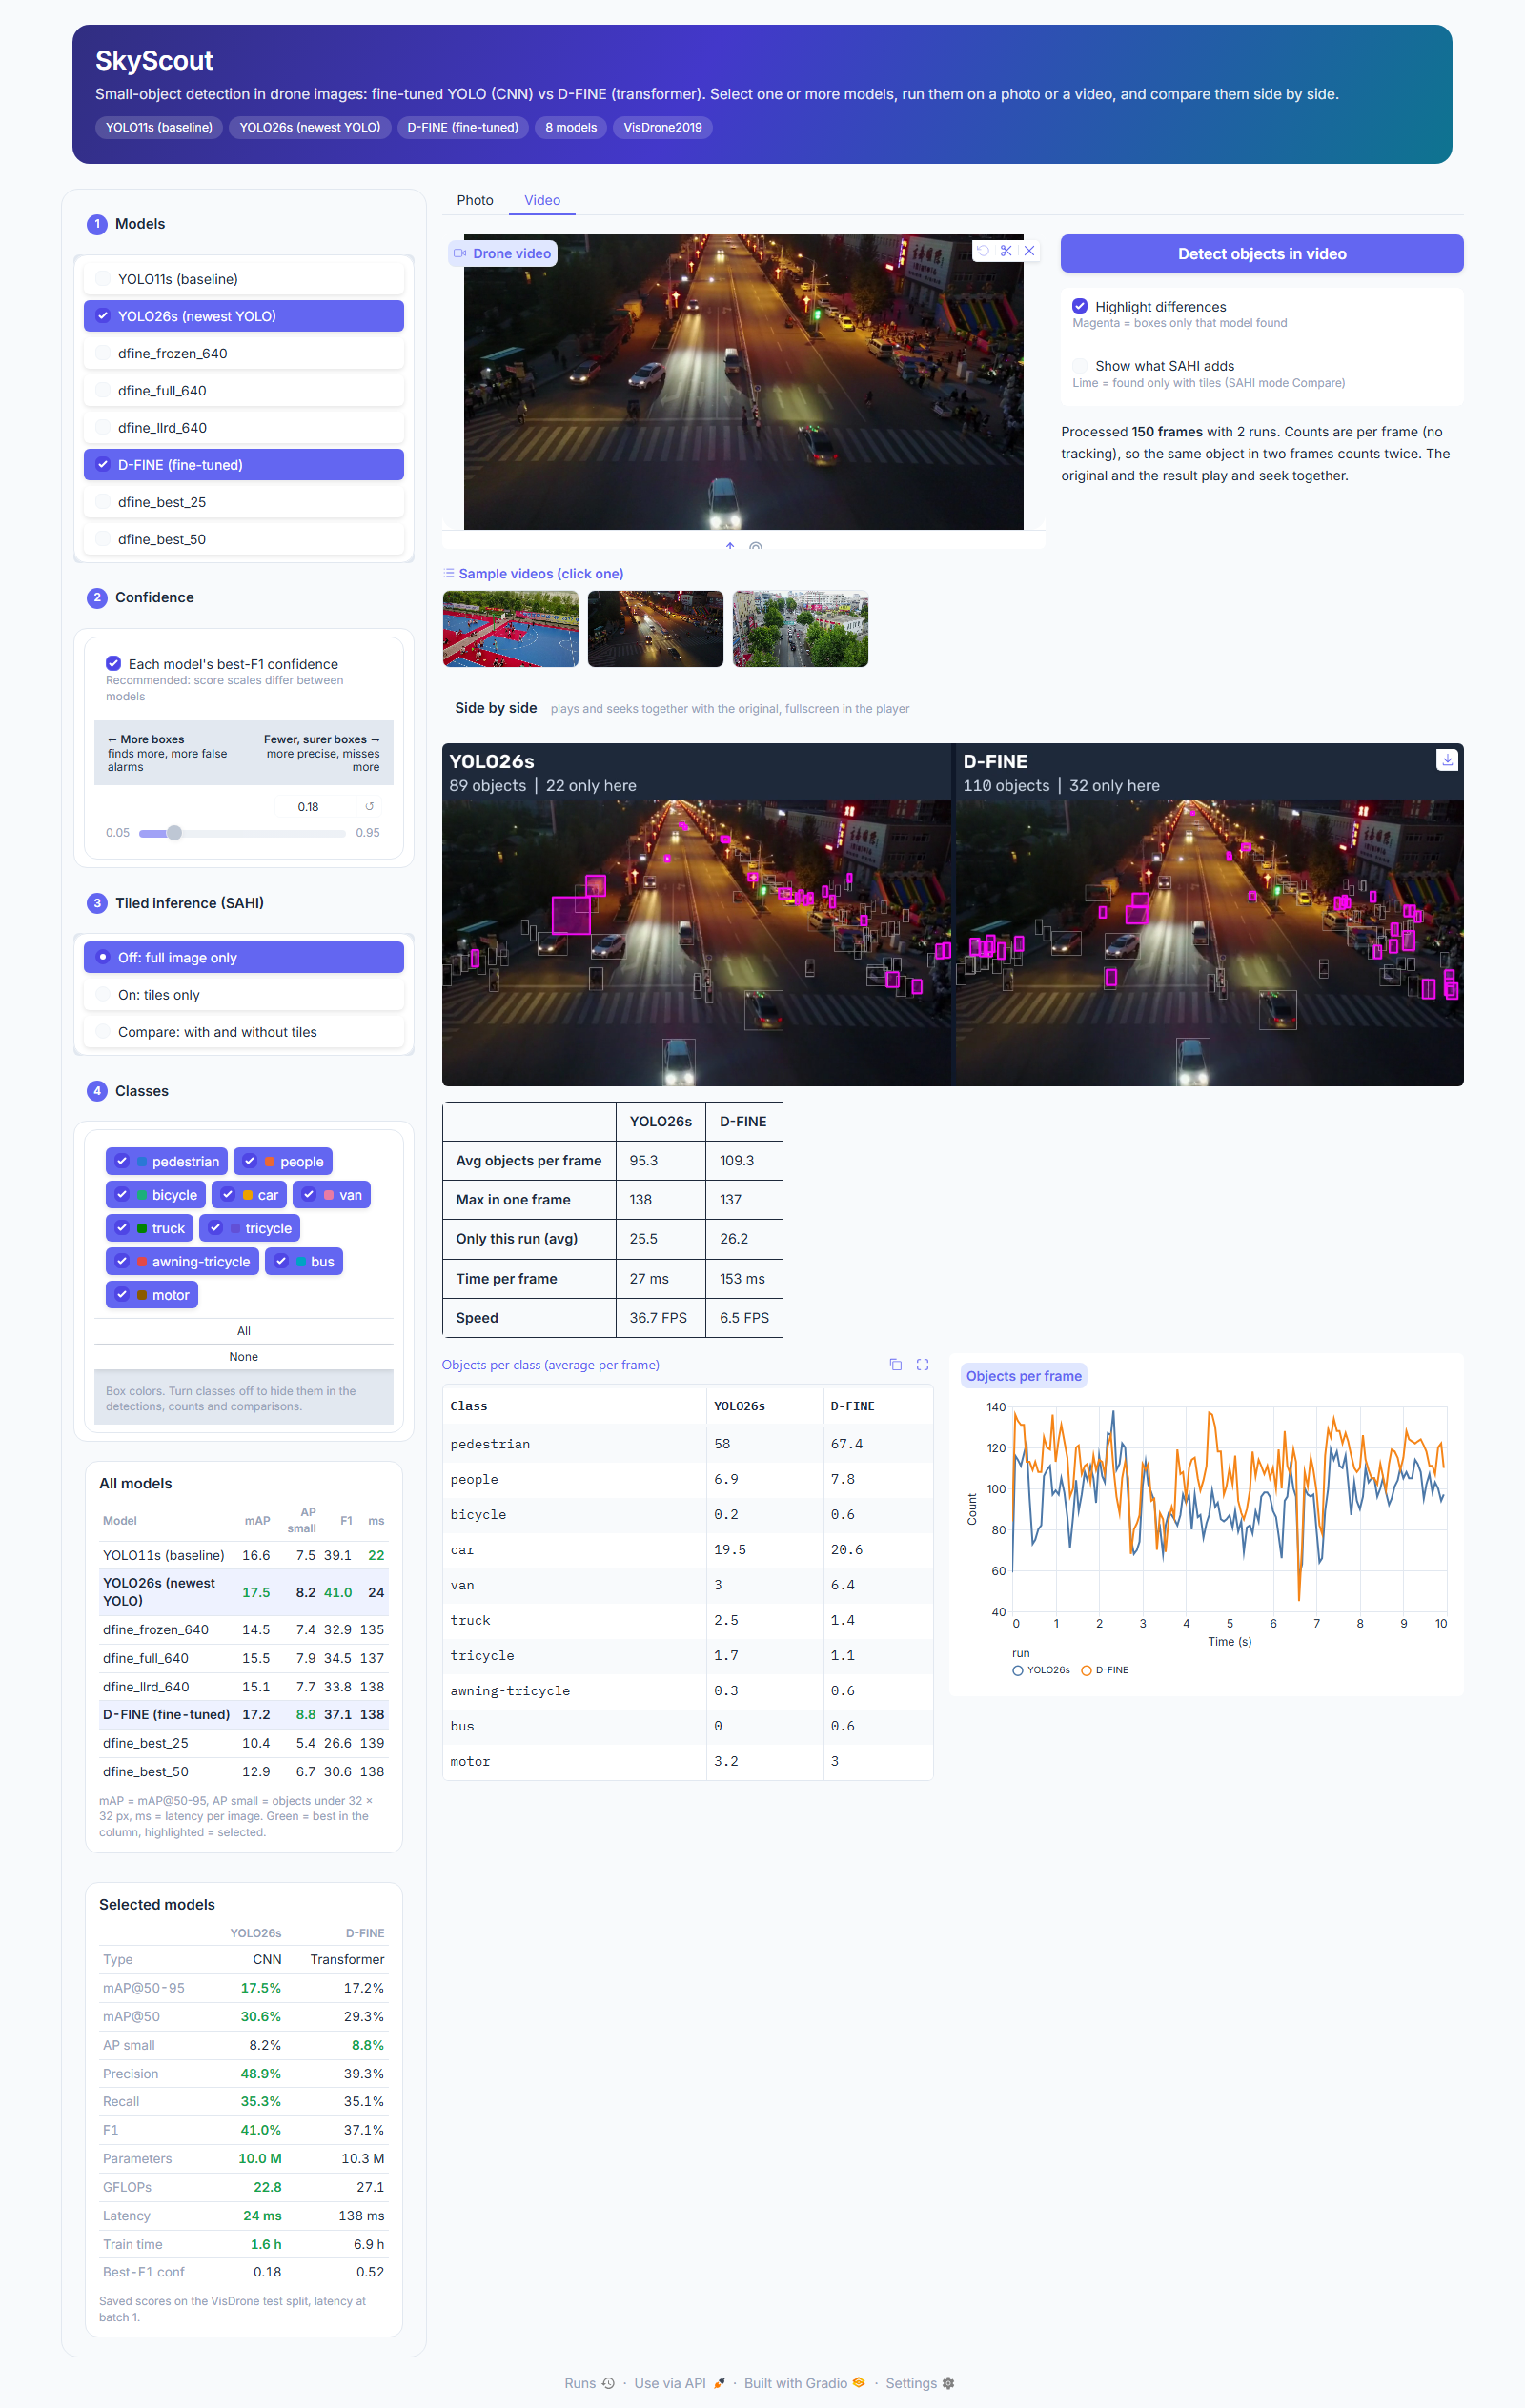 SkyScout
Small-object detection in drone images: fine-tuned YOLO (CNN) vs D-FINE (transformer). Select one or more models, run them on a photo or a video, and compare them side by side.
YOLO11s (baseline) YOLO26s (newest YOLO) D-FINE (fine-tuned) 8 models VisDrone2019
1 Models
YOLO11s (baseline)
YOLO26s (newest YOLO)
dfine_frozen_640
dfine_full_640
dfine_llrd_640
D-FINE (fine-tuned)
dfine_best_25
dfine_best_50
2 Confidence
Each model's best-F1 confidence
Recommended: score scales differ between
models
← More boxes
finds more, more false
alarms
Fewer, surer boxes →
more precise, misses
more
0.18 ↺
0.05 0.95
3 Tiled inference (SAHI)
Off: full image only
On: tiles only
Compare: with and without tiles
4 Classes
pedestrian people
bicycle car van
truck tricycle
awning-tricycle bus
motor
All
None
Box colors. Turn classes off to hide them in the
detections, counts and comparisons.
All models
Model mAP AP small F1 ms
YOLO11s (baseline) 16.6 7.5 39.1 22
YOLO26s (newest YOLO) 17.5 8.2 41.0 24
dfine_frozen_640 14.5 7.4 32.9 135
dfine_full_640 15.5 7.9 34.5 137
dfine_llrd_640 15.1 7.7 33.8 138
D-FINE (fine-tuned) 17.2 8.8 37.1 138
dfine_best_25 10.4 5.4 26.6 139
dfine_best_50 12.9 6.7 30.6 138
mAP = mAP@50-95, AP small = objects under 32 ×
32 px, ms = latency per image. Green = best in the
column, highlighted = selected.
Selected models
YOLO26s D-FINE
Type CNN Transformer
mAP@50-95 17.5% 17.2%
mAP@50 30.6% 29.3%
AP small 8.2% 8.8%
Precision 48.9% 39.3%
Recall 35.3% 35.1%
F1 41.0% 37.1%
Parameters 10.0 M 10.3 M
GFLOPs 22.8 27.1
Latency 24 ms 138 ms
Train time 1.6 h 6.9 h
Best-F1 conf 0.18 0.52
Saved scores on the VisDrone test split, latency at
batch 1.
Photo Video
Drone video
Detect objects in video
Highlight differences
Magenta = boxes only that model found
Show what SAHI adds
Lime = found only with tiles (SAHI mode Compare)
Processed 150 frames with 2 runs. Counts are per frame (no
tracking), so the same object in two frames counts twice. The
original and the result play and seek together.
Sample videos (click one)
Side by side plays and seeks together with the original, fullscreen in the player
YOLO26s
89 objects | 22 only here
D-FINE
110 objects | 32 only here
YOLO26s D-FINE
Avg objects per frame 95.3 109.3
Max in one frame 138 137
Only this run (avg) 25.5 26.2
Time per frame 27 ms 153 ms
Speed 36.7 FPS 6.5 FPS
Objects per class (average per frame)
Class YOLO26s D-FINE
pedestrian 58 67.4
people 6.9 7.8
bicycle 0.2 0.6
car 19.5 20.6
van 3 6.4
truck 2.5 1.4
tricycle 1.7 1.1
awning-tricycle 0.3 0.6
bus 0 0.6
motor 3.2 3
Objects per frame
Count
140
120
100
80
60
40
0 1 2 3 4 5 6 7 8 9 10
Time (s)
run
YOLO26s D-FINE
Runs · Use via API · Built with Gradio · Settings